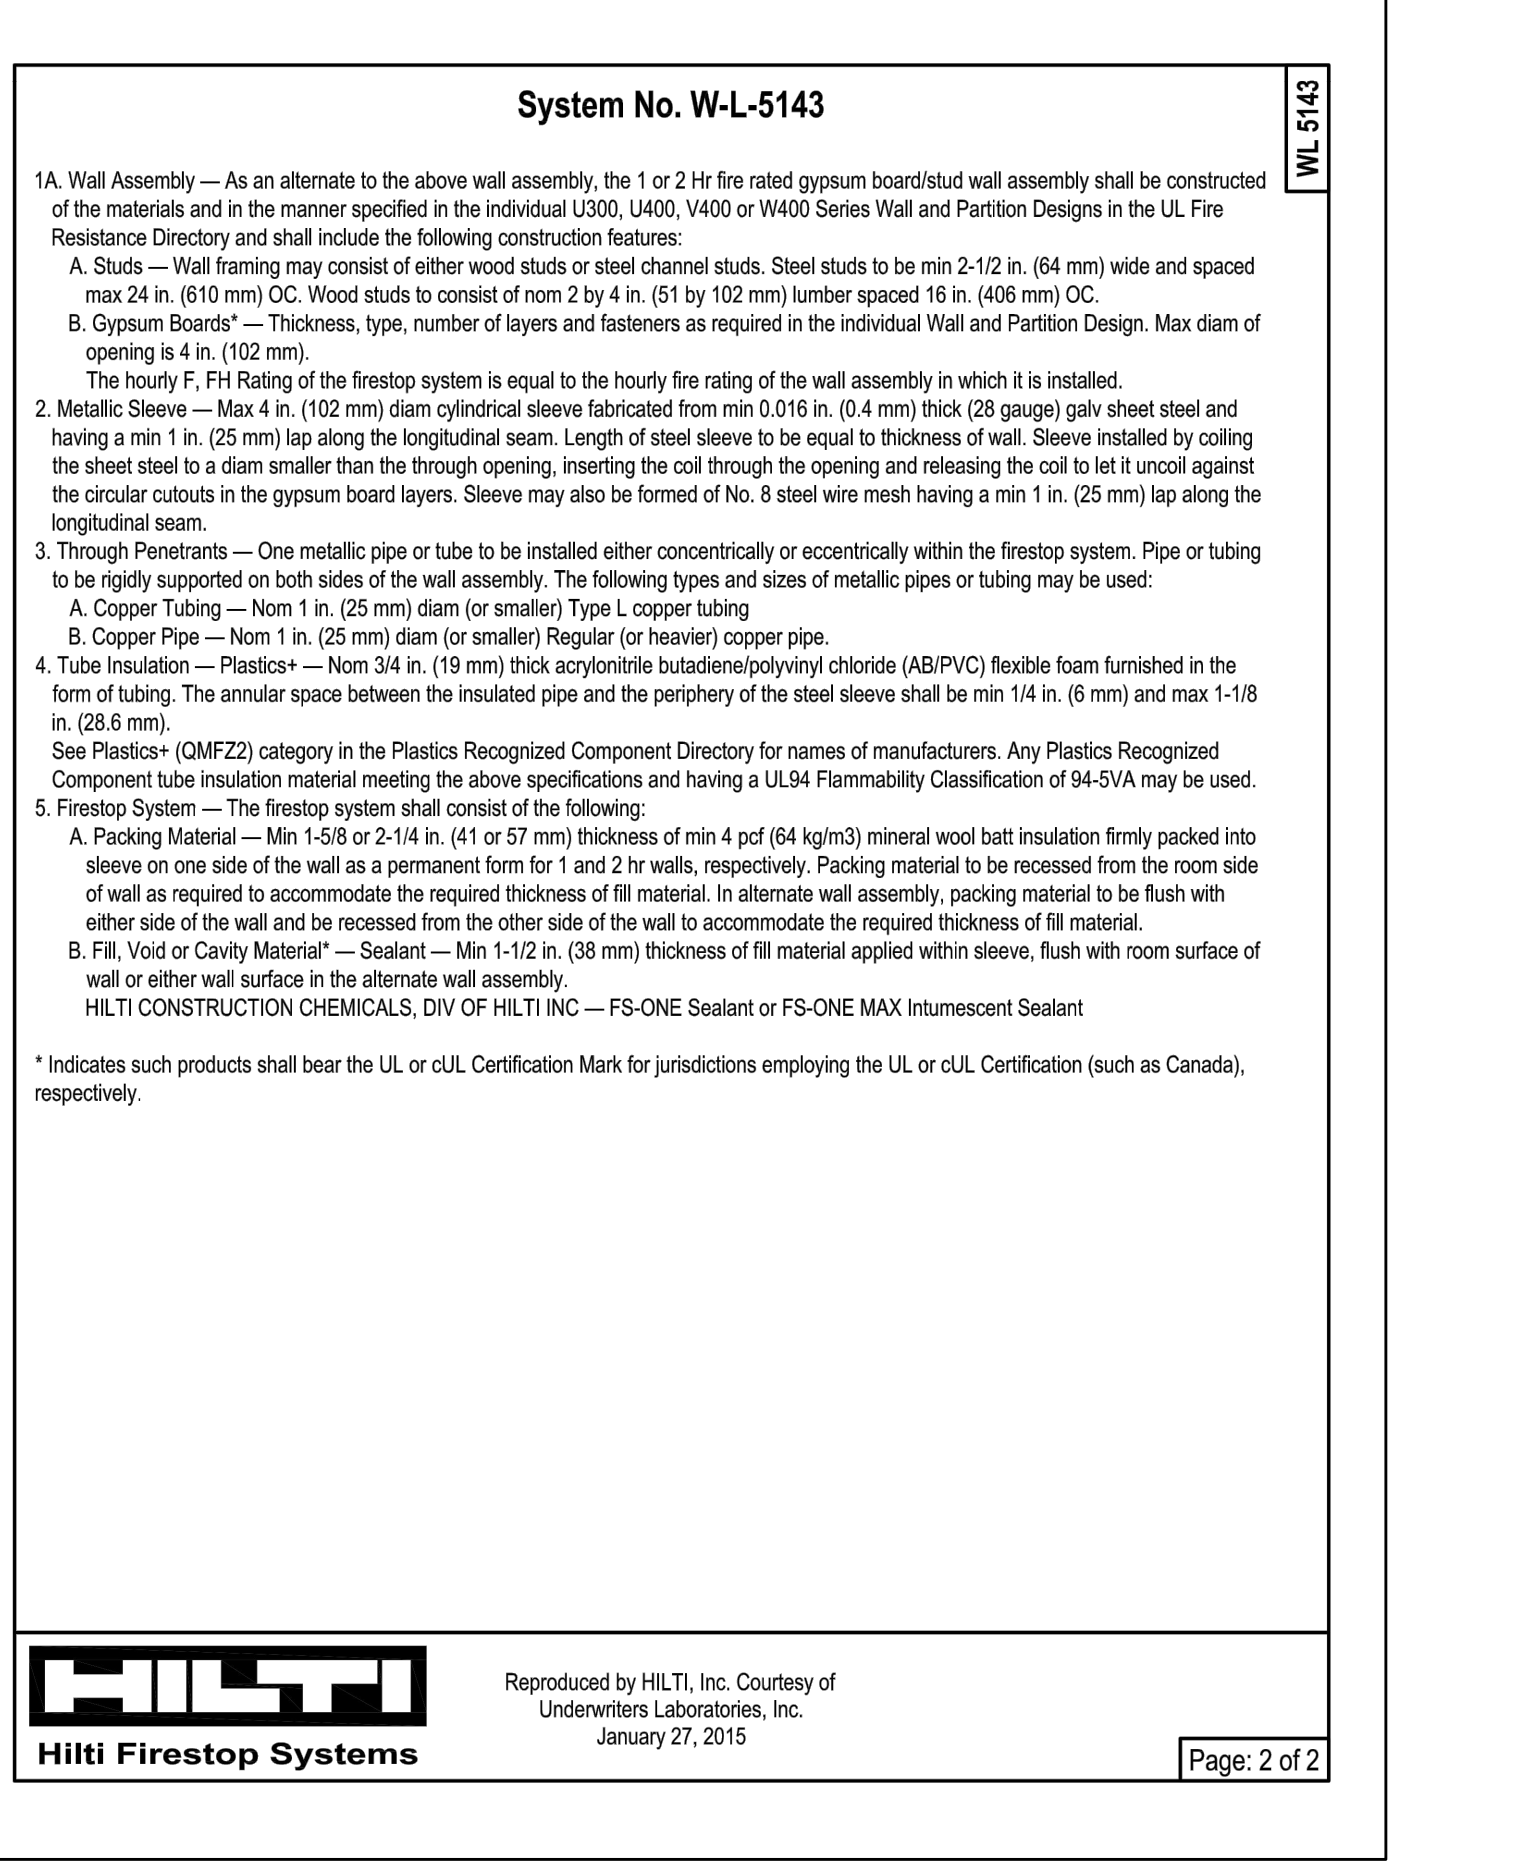 System No. W-L-5143
WL 5143
1A. Wall Assembly — As an alternate to the above wall assembly, the 1 or 2 Hr fire rated gypsum board/stud wall assembly shall be constructed
of the materials and in the manner specified in the individual U300, U400, V400 or W400 Series Wall and Partition Designs in the UL Fire
Resistance Directory and shall include the following construction features:
A. Studs — Wall framing may consist of either wood studs or steel channel studs. Steel studs to be min 2-1/2 in. (64 mm) wide and spaced
max 24 in. (610 mm) OC. Wood studs to consist of nom 2 by 4 in. (51 by 102 mm) lumber spaced 16 in. (406 mm) OC.
B. Gypsum Boards* — Thickness, type, number of layers and fasteners as required in the individual Wall and Partition Design. Max diam of
opening is 4 in. (102 mm).
The hourly F, FH Rating of the firestop system is equal to the hourly fire rating of the wall assembly in which it is installed.
2. Metallic Sleeve — Max 4 in. (102 mm) diam cylindrical sleeve fabricated from min 0.016 in. (0.4 mm) thick (28 gauge) galv sheet steel and
having a min 1 in. (25 mm) lap along the longitudinal seam. Length of steel sleeve to be equal to thickness of wall. Sleeve installed by coiling
the sheet steel to a diam smaller than the through opening, inserting the coil through the opening and releasing the coil to let it uncoil against
the circular cutouts in the gypsum board layers. Sleeve may also be formed of No. 8 steel wire mesh having a min 1 in. (25 mm) lap along the
longitudinal seam.
3. Through Penetrants — One metallic pipe or tube to be installed either concentrically or eccentrically within the firestop system. Pipe or tubing
to be rigidly supported on both sides of the wall assembly. The following types and sizes of metallic pipes or tubing may be used:
A. Copper Tubing — Nom 1 in. (25 mm) diam (or smaller) Type L copper tubing
B. Copper Pipe — Nom 1 in. (25 mm) diam (or smaller) Regular (or heavier) copper pipe.
4. Tube Insulation — Plastics+ — Nom 3/4 in. (19 mm) thick acrylonitrile butadiene/polyvinyl chloride (AB/PVC) flexible foam furnished in the
form of tubing. The annular space between the insulated pipe and the periphery of the steel sleeve shall be min 1/4 in. (6 mm) and max 1-1/8
in. (28.6 mm).
See Plastics+ (QMFZ2) category in the Plastics Recognized Component Directory for names of manufacturers. Any Plastics Recognized
Component tube insulation material meeting the above specifications and having a UL94 Flammability Classification of 94-5VA may be used.
5. Firestop System — The firestop system shall consist of the following:
A. Packing Material — Min 1-5/8 or 2-1/4 in. (41 or 57 mm) thickness of min 4 pcf (64 kg/m3) mineral wool batt insulation firmly packed into
sleeve on one side of the wall as a permanent form for 1 and 2 hr walls, respectively. Packing material to be recessed from the room side
of wall as required to accommodate the required thickness of fill material. In alternate wall assembly, packing material to be flush with
either side of the wall and be recessed from the other side of the wall to accommodate the required thickness of fill material.
B. Fill, Void or Cavity Material* — Sealant — Min 1-1/2 in. (38 mm) thickness of fill material applied within sleeve, flush with room surface of
wall or either wall surface in the alternate wall assembly.
HILTI CONSTRUCTION CHEMICALS, DIV OF HILTI INC — FS-ONE Sealant or FS-ONE MAX Intumescent Sealant
* Indicates such products shall bear the UL or cUL Certification Mark for jurisdictions employing the UL or cUL Certification (such as Canada),
respectively.
HILTI
Hilti Firestop Systems
Reproduced by HILTI, Inc. Courtesy of
Underwriters Laboratories, Inc.
January 27, 2015
Page: 2 of 2